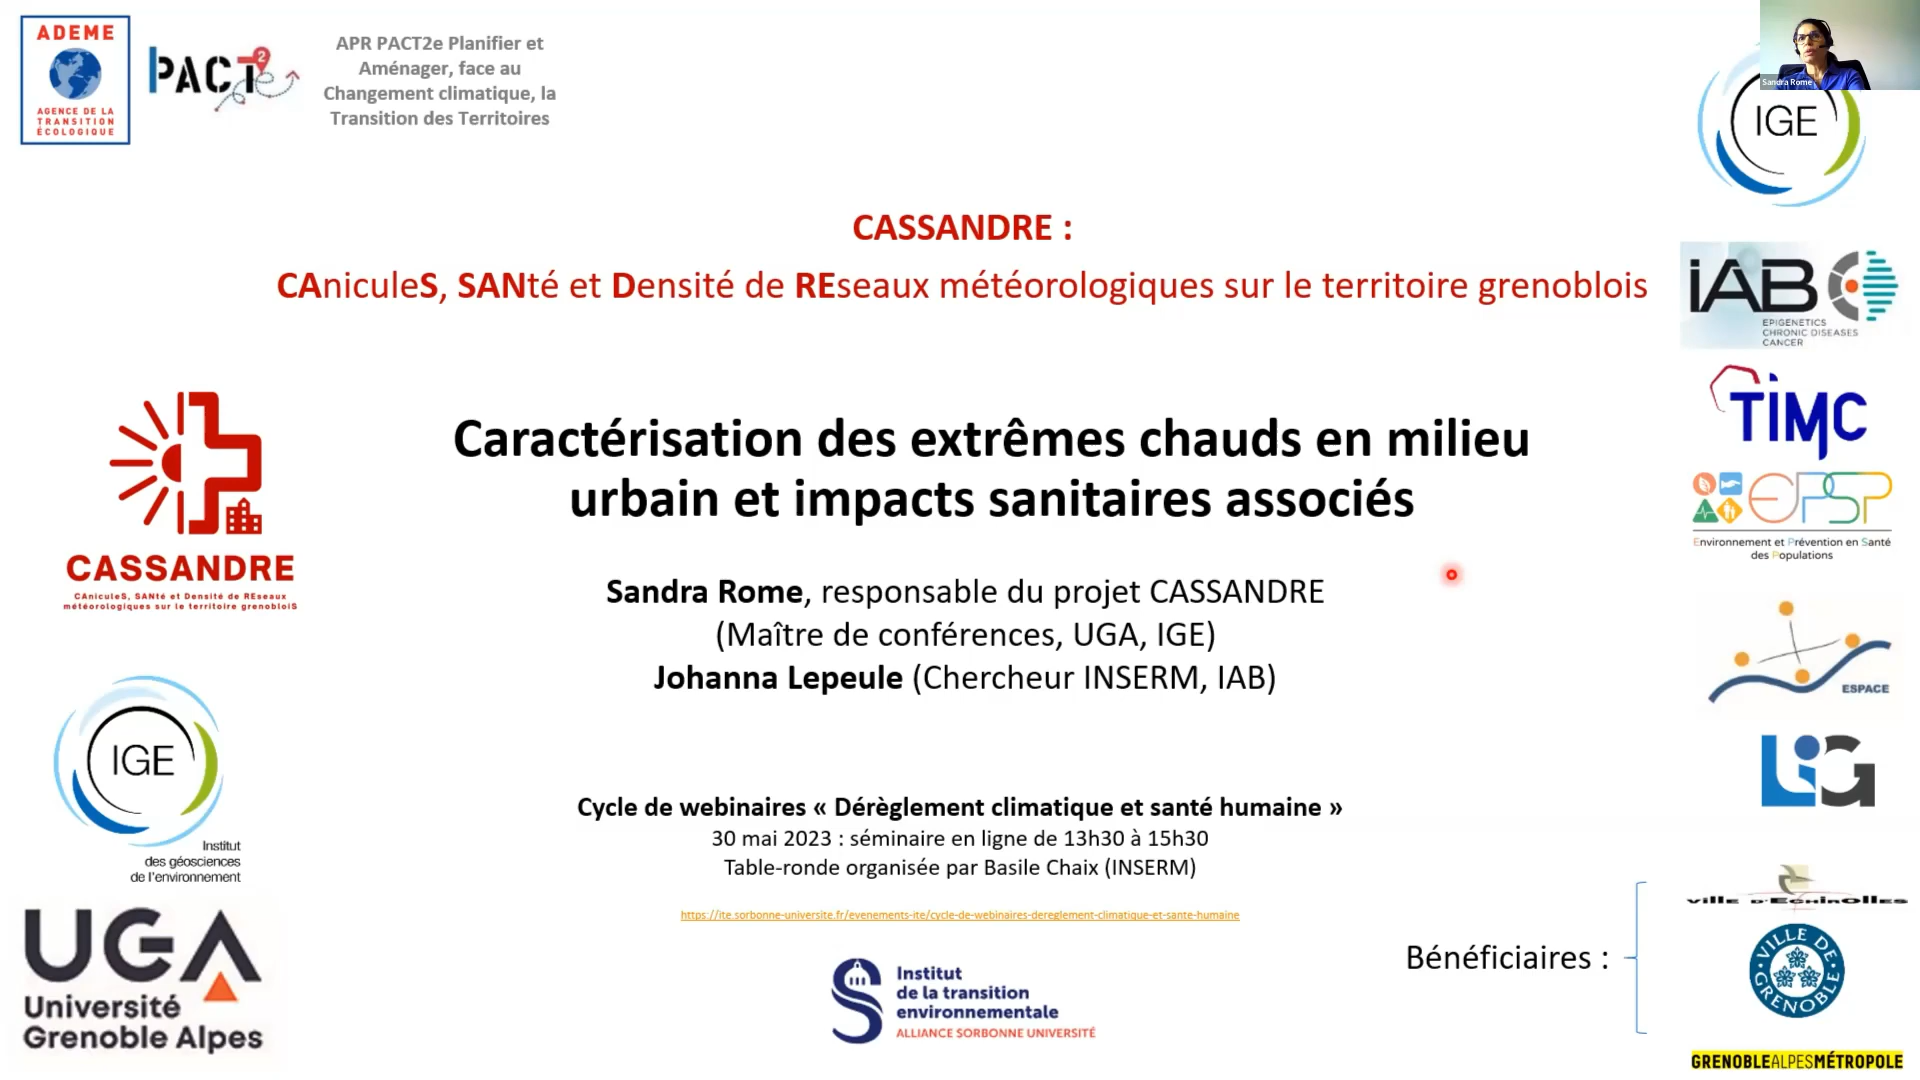 ADEME
AGENCE DE LA
TRANSITION
ÉCOLOGIQUE
PACT2e
APR PACT2e Planifier et
Aménager, face au
Changement climatique, la
Transition des Territoires
Sandra Rome
IGE
CASSANDRE :
CAniculeS, SANté et Densité de REseaux météorologiques sur le territoire grenoblois
iAB
EPIGENETICS
CHRONIC DISEASES
CANCER
TIMC
EPSP
Environnement et Prévention en Santé
des Populations
CASSANDRE
CAniculeS, SANté et Densité de REseaux
météorologiques sur le territoire grenobloiS
Caractérisation des extrêmes chauds en milieu
urbain et impacts sanitaires associés
Sandra Rome, responsable du projet CASSANDRE
(Maître de conférences, UGA, IGE)
Johanna Lepeule (Chercheur INSERM, IAB)
ESPACE
LIG
IGE
Institut
des géosciences
de l'environnement
Cycle de webinaires « Dérèglement climatique et santé humaine »
30 mai 2023 : séminaire en ligne de 13h30 à 15h30
Table-ronde organisée par Basile Chaix (INSERM)
https://ite.sorbonne-universite.fr/evenements-ite/cycle-de-webinaires-dereglement-climatique-et-sante-humaine
UGA
Université
Grenoble Alpes
Institut
de la transition
environnementale
ALLIANCE SORBONNE UNIVERSITÉ
Bénéficiaires :
ville d'Echirolles
VILLE DE GRENOBLE
GRENOBLEALPESMÉTROPOLE